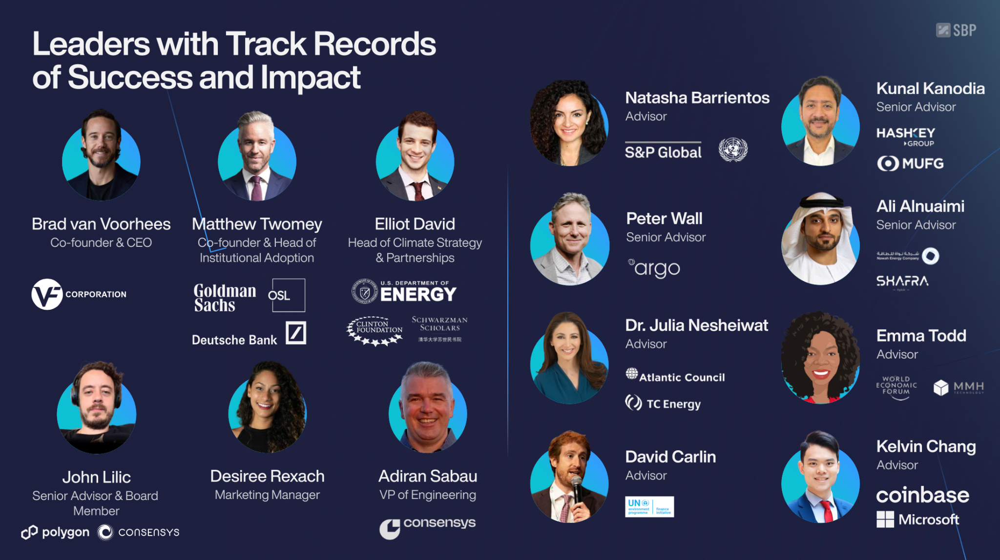 Leaders with Track Records
of Success and Impact
SBP
Brad van Voorhees
Co-founder & CEO
VF CORPORATION
Matthew Twomey
Co-founder & Head of
Institutional Adoption
Goldman
Sachs
OSL
Deutsche Bank
Elliot David
Head of Climate Strategy
& Partnerships
U.S. DEPARTMENT OF
ENERGY
CLINTON
FOUNDATION
SCHWARZMAN
SCHOLARS
清华大学苏世民书院
John Lilic
Senior Advisor & Board
Member
polygon
CONSENSYS
Desiree Rexach
Marketing Manager
Adiran Sabau
VP of Engineering
consensys
Natasha Barrientos
Advisor
S&P Global
Kunal Kanodia
Senior Advisor
HASHKEY
GROUP
MUFG
Peter Wall
Senior Advisor
argo
Ali Alnuaimi
Senior Advisor
شركة نواة للطاقة
Nawah Energy Company
SHAFRA
Dr. Julia Nesheiwat
Advisor
Atlantic Council
TC Energy
Emma Todd
Advisor
WORLD
ECONOMIC
FORUM
MMH
TECHNOLOGY
David Carlin
Advisor
UN
environment
programme
finance
initiative
Kelvin Chang
Advisor
coinbase
Microsoft